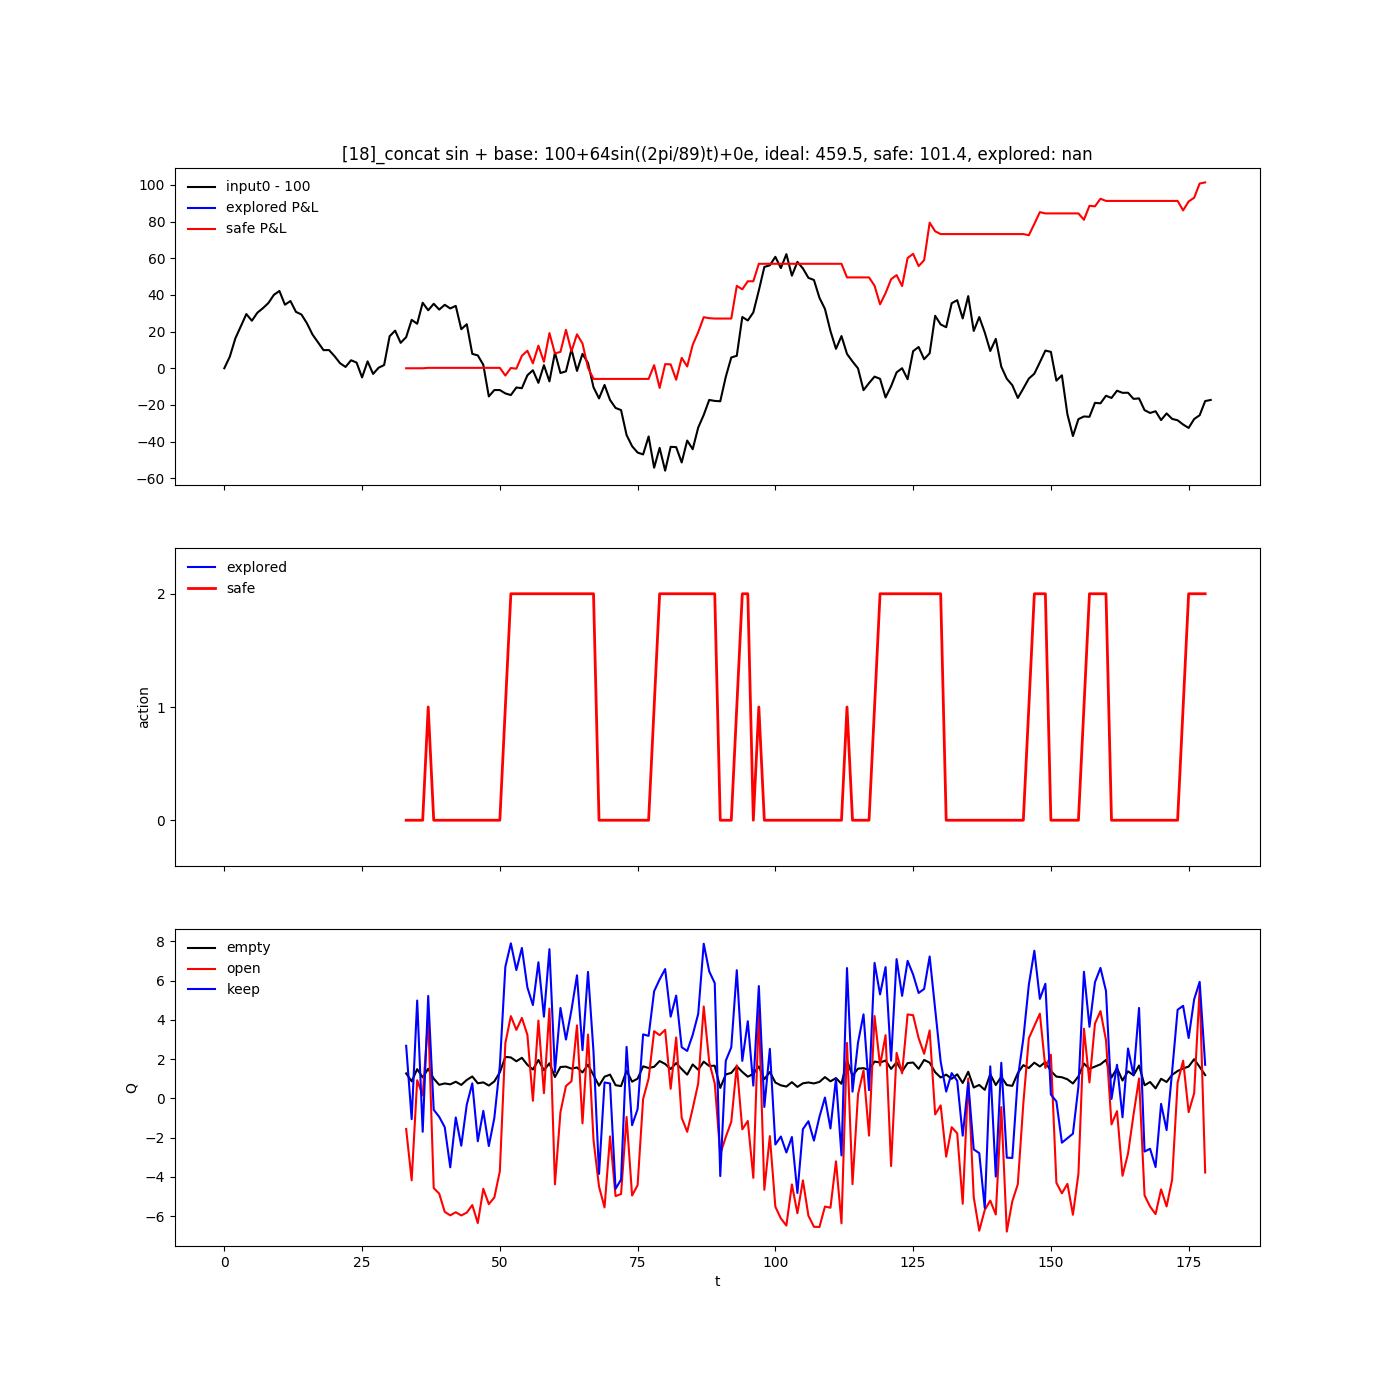 [18]_concat sin + base: 100+64sin((2pi/89)t)+0e, ideal: 459.5, safe: 101.4, explored: nan
input0 - 100
explored P&L
safe P&L
100
80
60
40
20
0
−20
−40
−60
explored
safe
2
1
0
action
empty
open
keep
8
6
4
2
0
−2
−4
−6
Q
0 25 50 75 100 125 150 175
t